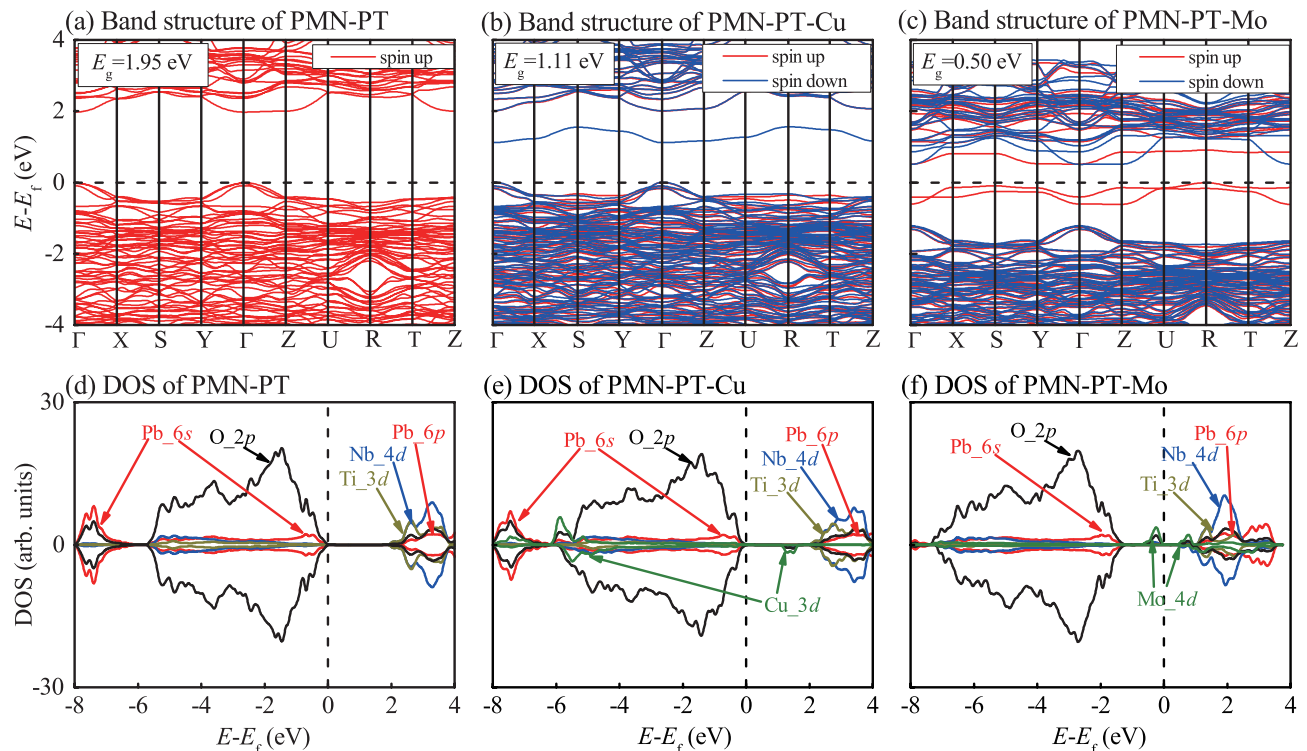 (a) Band structure of PMN-PT
(b) Band structure of PMN-PT-Cu
(c) Band structure of PMN-PT-Mo
E-Ef (eV)
4
2
0
-2
-4
Eg=1.95 eV
spin up
Γ X S Y Γ Z U R T Z
Eg=1.11 eV
spin up
spin down
Γ X S Y Γ Z U R T Z
Eg=0.50 eV
spin up
spin down
Γ X S Y Γ Z U R T Z
(d) DOS of PMN-PT
(e) DOS of PMN-PT-Cu
(f) DOS of PMN-PT-Mo
DOS (arb. units)
30
0
-30
Pb_6s
O_2p
Pb_6p
Nb_4d
Ti_3d
-8 -6 -4 -2 0 2 4
E-Ef (eV)
Pb_6s
O_2p
Pb_6p
Nb_4d
Ti_3d
Cu_3d
-8 -6 -4 -2 0 2 4
E-Ef (eV)
O_2p
Pb_6s
Pb_6p
Nb_4d
Ti_3d
Mo_4d
-8 -6 -4 -2 0 2 4
E-Ef (eV)